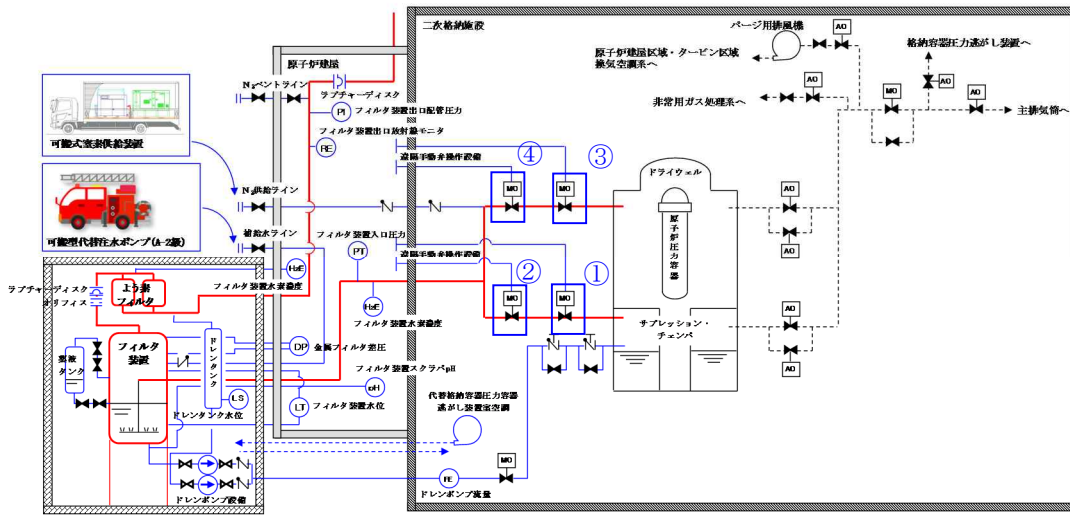 二次格納施設
パージ用排風機
AO
原子炉建屋区域・タービン区域
換気空調系へ
格納容器圧力逃がし装置へ
AO
AO
非常用ガス処理系へ
MO
AO
主排気筒へ
原子炉建屋
N₂ベントライン
ラプチャーディスク
PI
フィルタ装置出口配管圧力
フィルタ装置出口放射線モニタ
RE
遠隔手動弁操作設備
④
③
MO
MO
可搬式窒素供給装置
N₂供給ライン
可搬型代替注水ポンプ(A-2級)
補給水ライン
フィルタ装置入口圧力
PT
遠隔手動弁操作設備
②
①
MO
MO
ドライウェル
原子炉圧力容器
サプレッション・
チェンバ
AO
AO
AO
AO
H₂E
フィルタ装置水素濃度
H₂E
フィルタ装置水素濃度
ラプチャーディスク
オリフィス
よう素
フィルタ
フィルタ
装置
薬液
タンク
ドレンタンク
DP
金属フィルタ差圧
フィルタ装置スクラバpH
pH
LS
ドレンタンク水位
LT
フィルタ装置水位
代替格納容器圧力容器
逃がし装置室空調
MO
FE
ドレンポンプ流量
ドレンポンプ設備